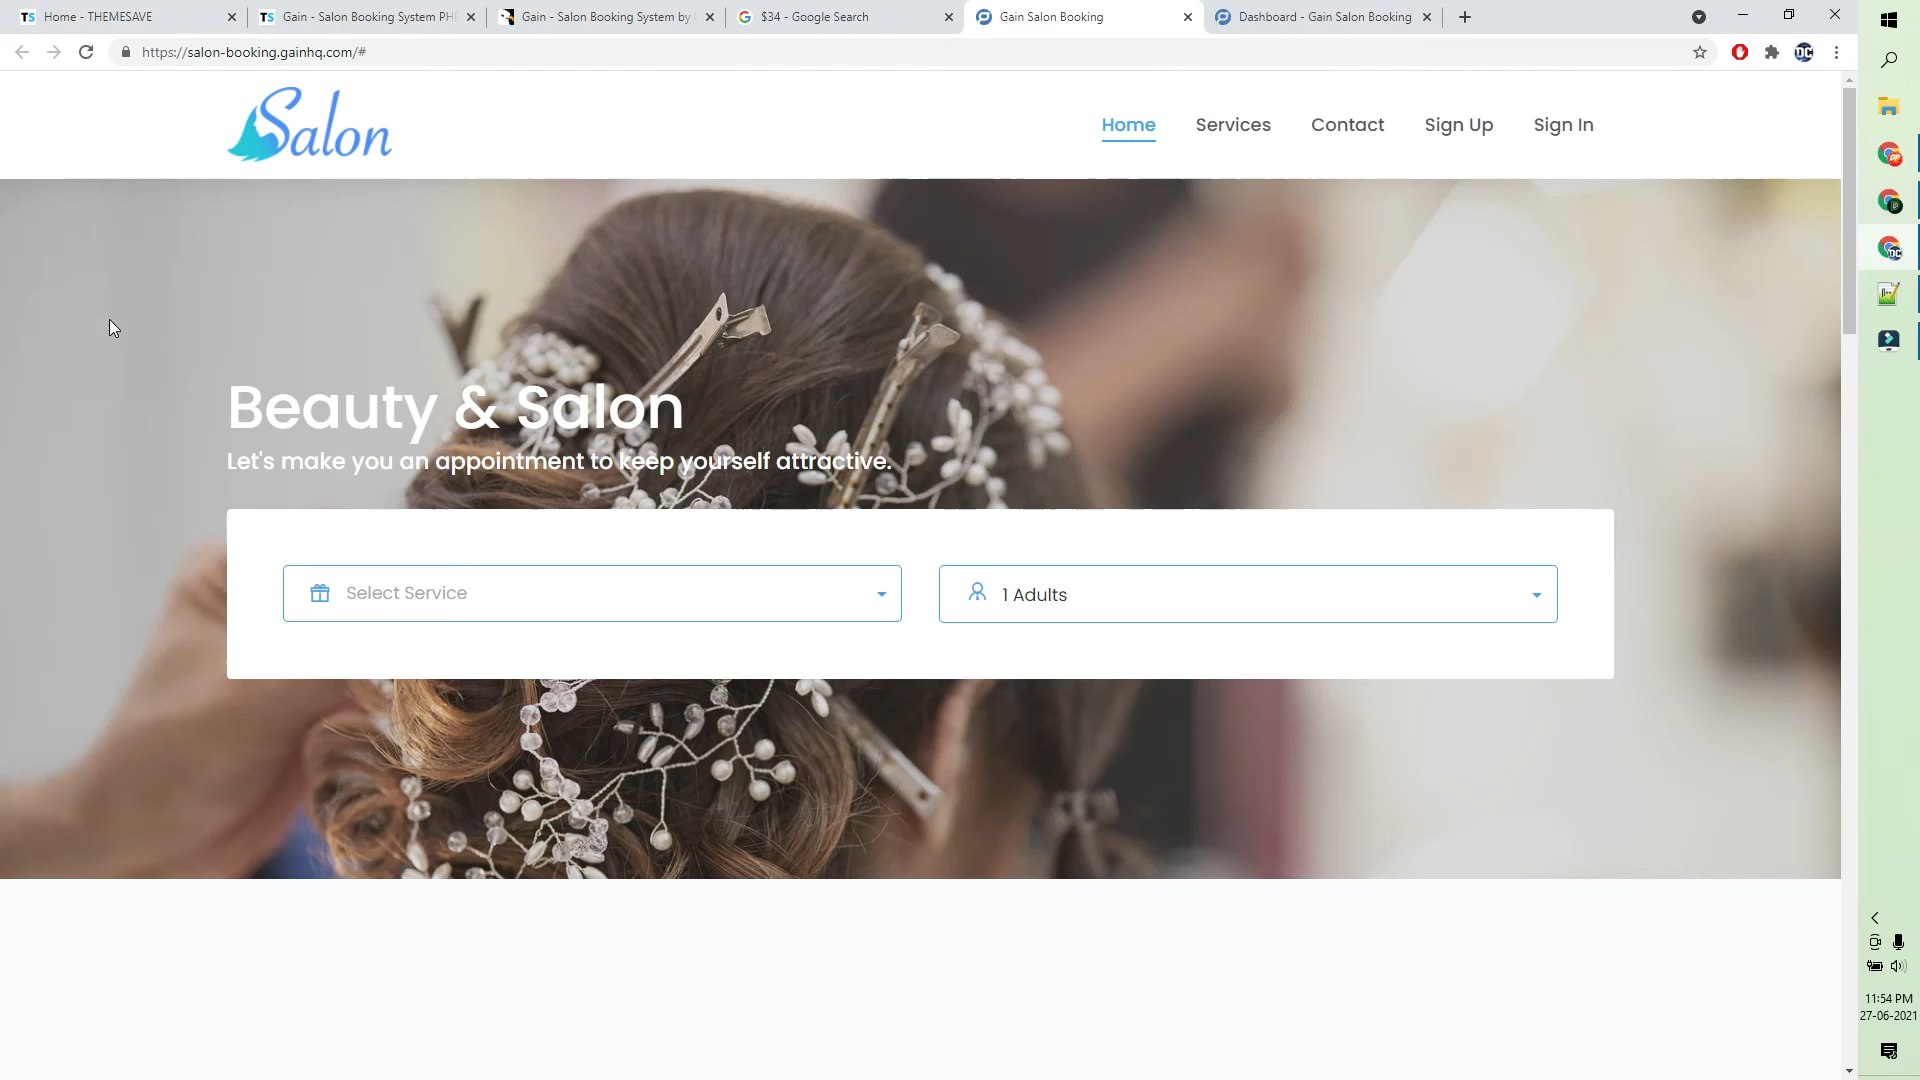 Home - THEMESAVE
Gain - Salon Booking System PH
Gain - Salon Booking System by
$34 - Google Search
Gain Salon Booking
Dashboard - Gain Salon Booking
https://salon-booking.gainhq.com/#
Salon
Home
Services
Contact
Sign Up
Sign In
Beauty & Salon
Let's make you an appointment to keep yourself attractive.
Select Service
1 Adults
11:54 PM
27-06-2021